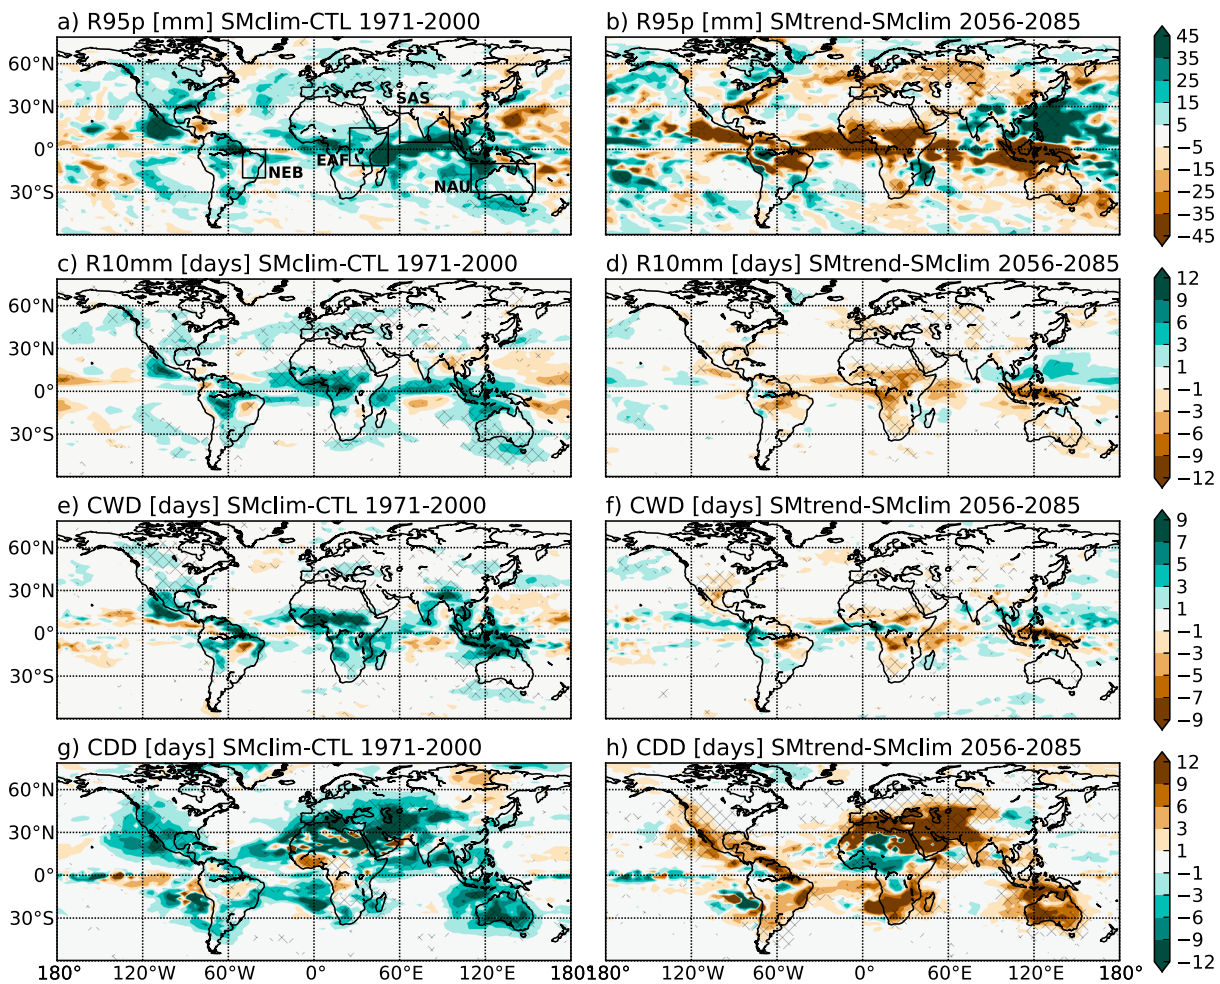 a) R95p [mm] SMclim-CTL 1971-2000
b) R95p [mm] SMtrend-SMclim 2056-2085
60°N
30°N
0°
30°S
SAS
EAF
NEB
NAU
45
35
25
15
5
−5
−15
−25
−35
−45
c) R10mm [days] SMclim-CTL 1971-2000
d) R10mm [days] SMtrend-SMclim 2056-2085
60°N
30°N
0°
30°S
12
9
6
3
1
−1
−3
−6
−9
−12
e) CWD [days] SMclim-CTL 1971-2000
f) CWD [days] SMtrend-SMclim 2056-2085
60°N
30°N
0°
30°S
9
7
5
3
1
−1
−3
−5
−7
−9
g) CDD [days] SMclim-CTL 1971-2000
h) CDD [days] SMtrend-SMclim 2056-2085
60°N
30°N
0°
30°S
12
9
6
3
1
−1
−3
−6
−9
−12
180° 120°W 60°W 0° 60°E 120°E 180°
180° 120°W 60°W 0° 60°E 120°E 180°